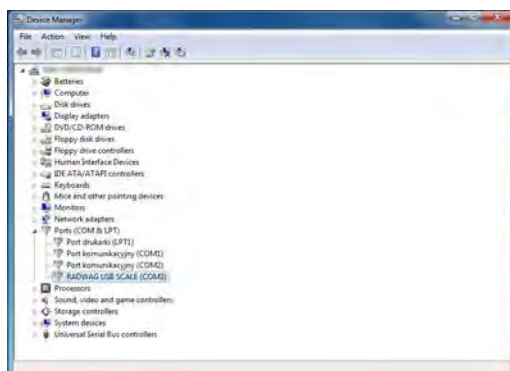 Device Manager
File Action View Help
Batteries
Computer
Disk drives
Display adapters
DVD/CD-ROM drives
Floppy disk drives
Floppy drive controllers
Human Interface Devices
IDE ATA/ATAPI controllers
Keyboards
Mice and other pointing devices
Monitors
Network adapters
Ports (COM & LPT)
Port drukarki (LPT1)
Port komunikacyjny (COM1)
Port komunikacyjny (COM2)
RADWAG USB SCALE (COM3)
Processors
Sound, video and game controllers
Storage controllers
System devices
Universal Serial Bus controllers